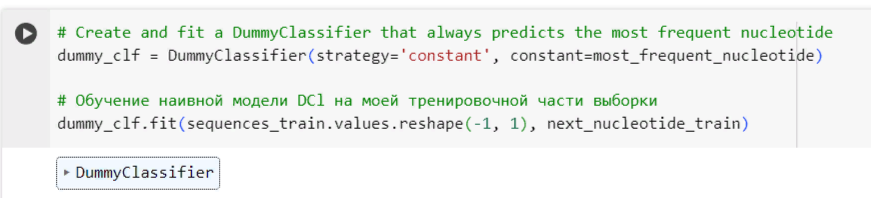 # Create and fit a DummyClassifier that always predicts the most frequent nucleotide
dummy_clf = DummyClassifier(strategy='constant', constant=most_frequent_nucleotide)
# Обучение наивной модели DCl на моей тренировочной части выборки
dummy_clf.fit(sequences_train.values.reshape(-1, 1), next_nucleotide_train)
DummyClassifier